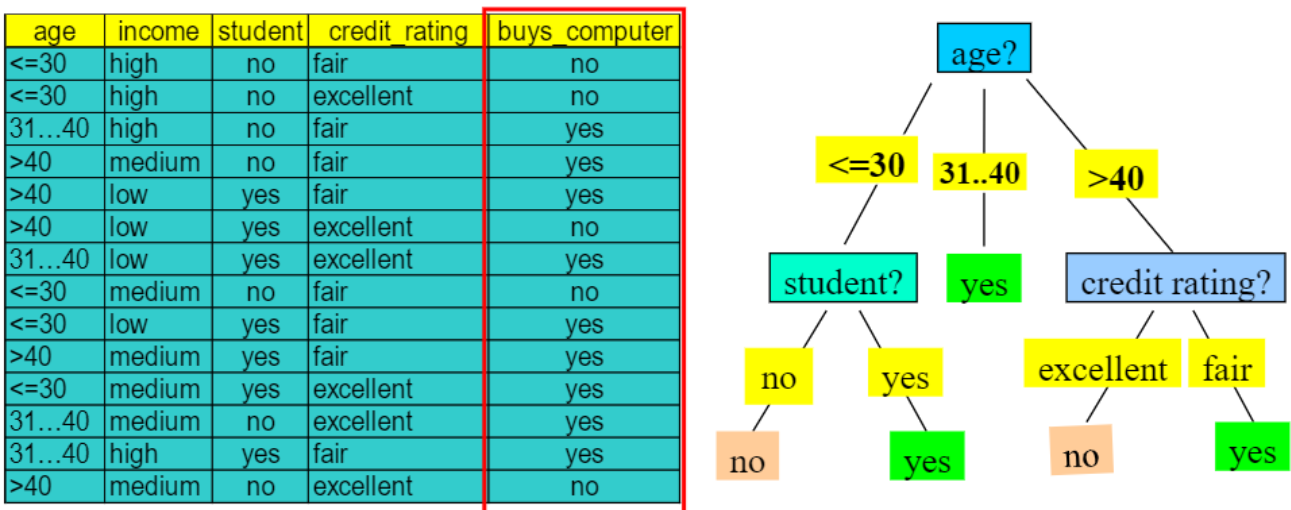 age income student credit_rating buys_computer
<=30 high no fair no
<=30 high no excellent no
31…40 high no fair yes
>40 medium no fair yes
>40 low yes fair yes
>40 low yes excellent no
31…40 low yes excellent yes
<=30 medium no fair no
<=30 low yes fair yes
>40 medium yes fair yes
<=30 medium yes excellent yes
31…40 medium no excellent yes
31…40 high yes fair yes
>40 medium no excellent no
age?
<=30 31..40 >40
student? yes credit rating?
no yes excellent fair
no yes no yes